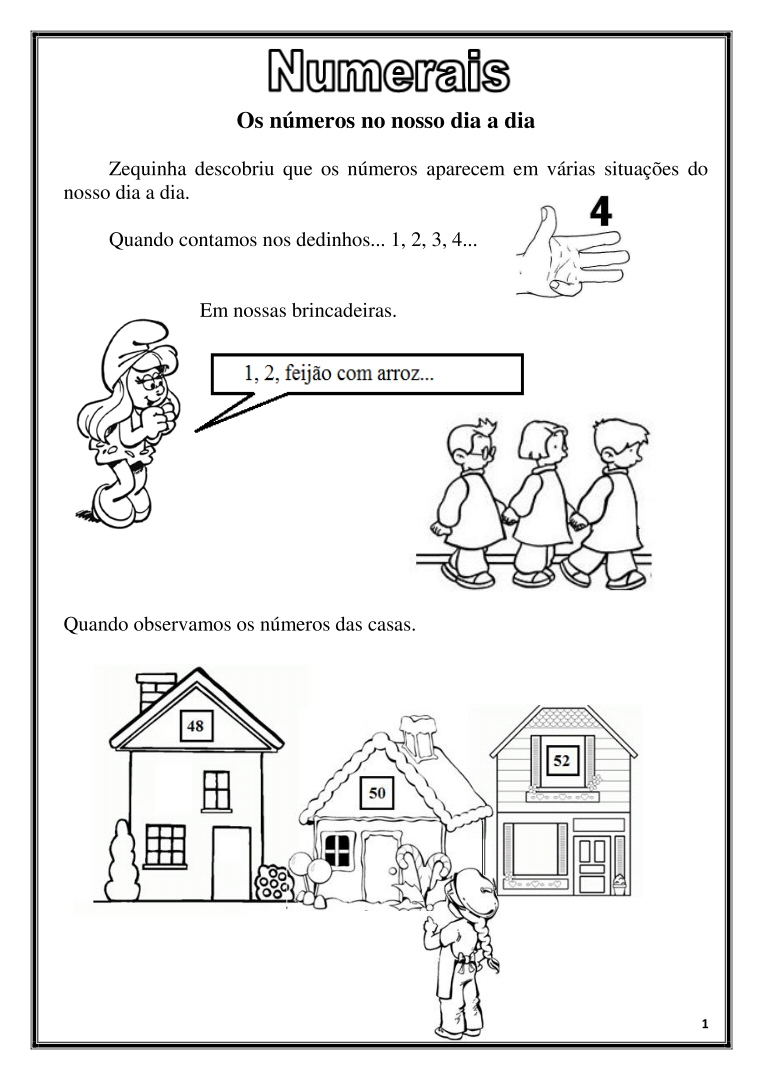 Numerais
Os números no nosso dia a dia
Zequinha descobriu que os números aparecem em várias situações do
nosso dia a dia.
4
Quando contamos nos dedinhos... 1, 2, 3, 4...
Em nossas brincadeiras.
1, 2, feijão com arroz...
Quando observamos os números das casas.
48
50
52
1